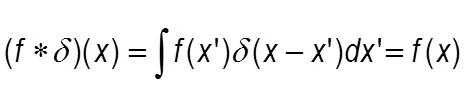 (f * δ)(x) = ∫ f(x')δ(x − x')dx'= f(x)